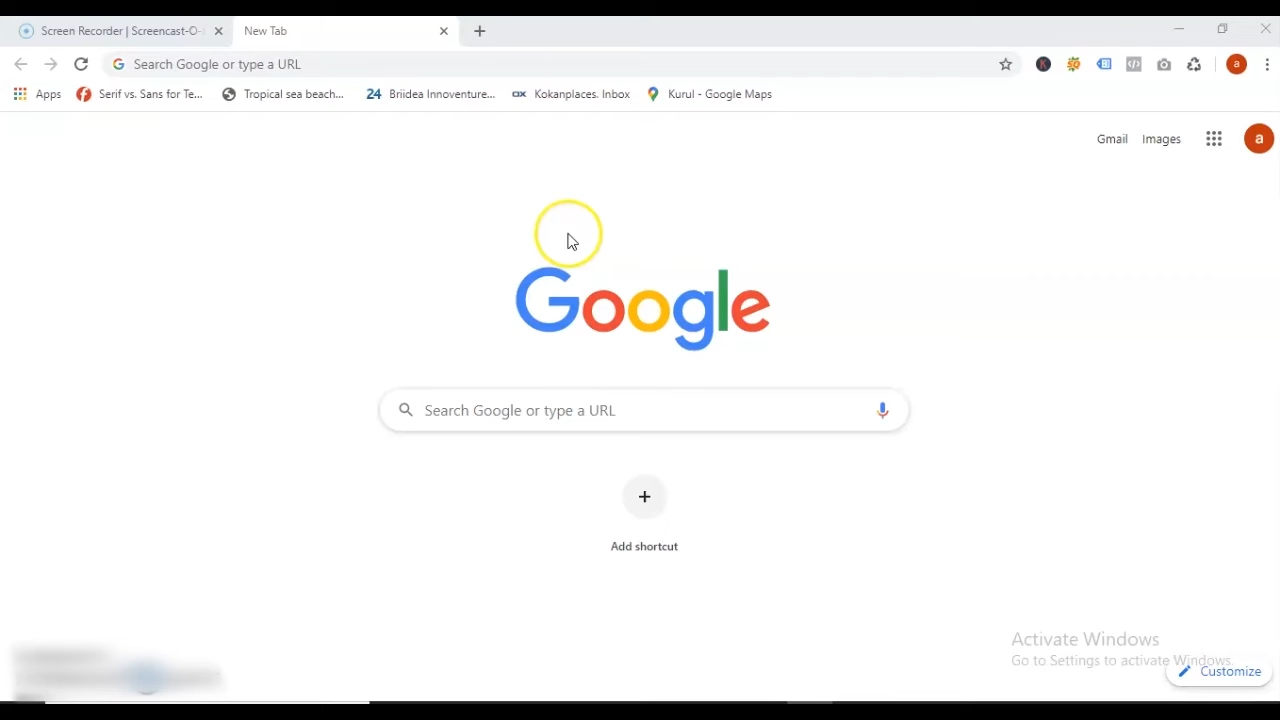 Screen Recorder | Screencast-O-
New Tab
Search Google or type a URL
a
Apps
Serif vs. Sans for Te...
Tropical sea beach...
24 Briidea Innoventure...
OX Kokanplaces. Inbox
Kurul - Google Maps
Gmail
Images
a
Google
Search Google or type a URL
Add shortcut
Activate Windows
Go to Settings to activate Windows.
Customize